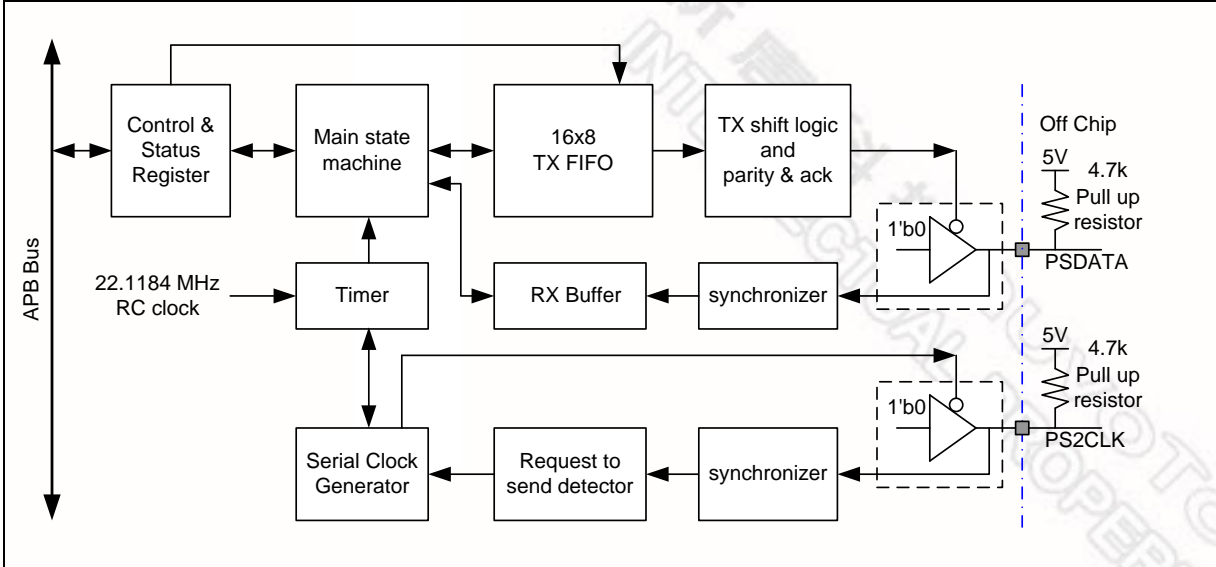 APB Bus
Control &
Status
Register
Main state
machine
16x8
TX FIFO
TX shift logic
and
parity & ack
Off Chip
5V
4.7k
Pull up
resistor
1'b0
PSDATA
22.1184 MHz
RC clock
Timer
RX Buffer
synchronizer
5V
4.7k
Pull up
resistor
1'b0
PS2CLK
Serial Clock
Generator
Request to
send detector
synchronizer